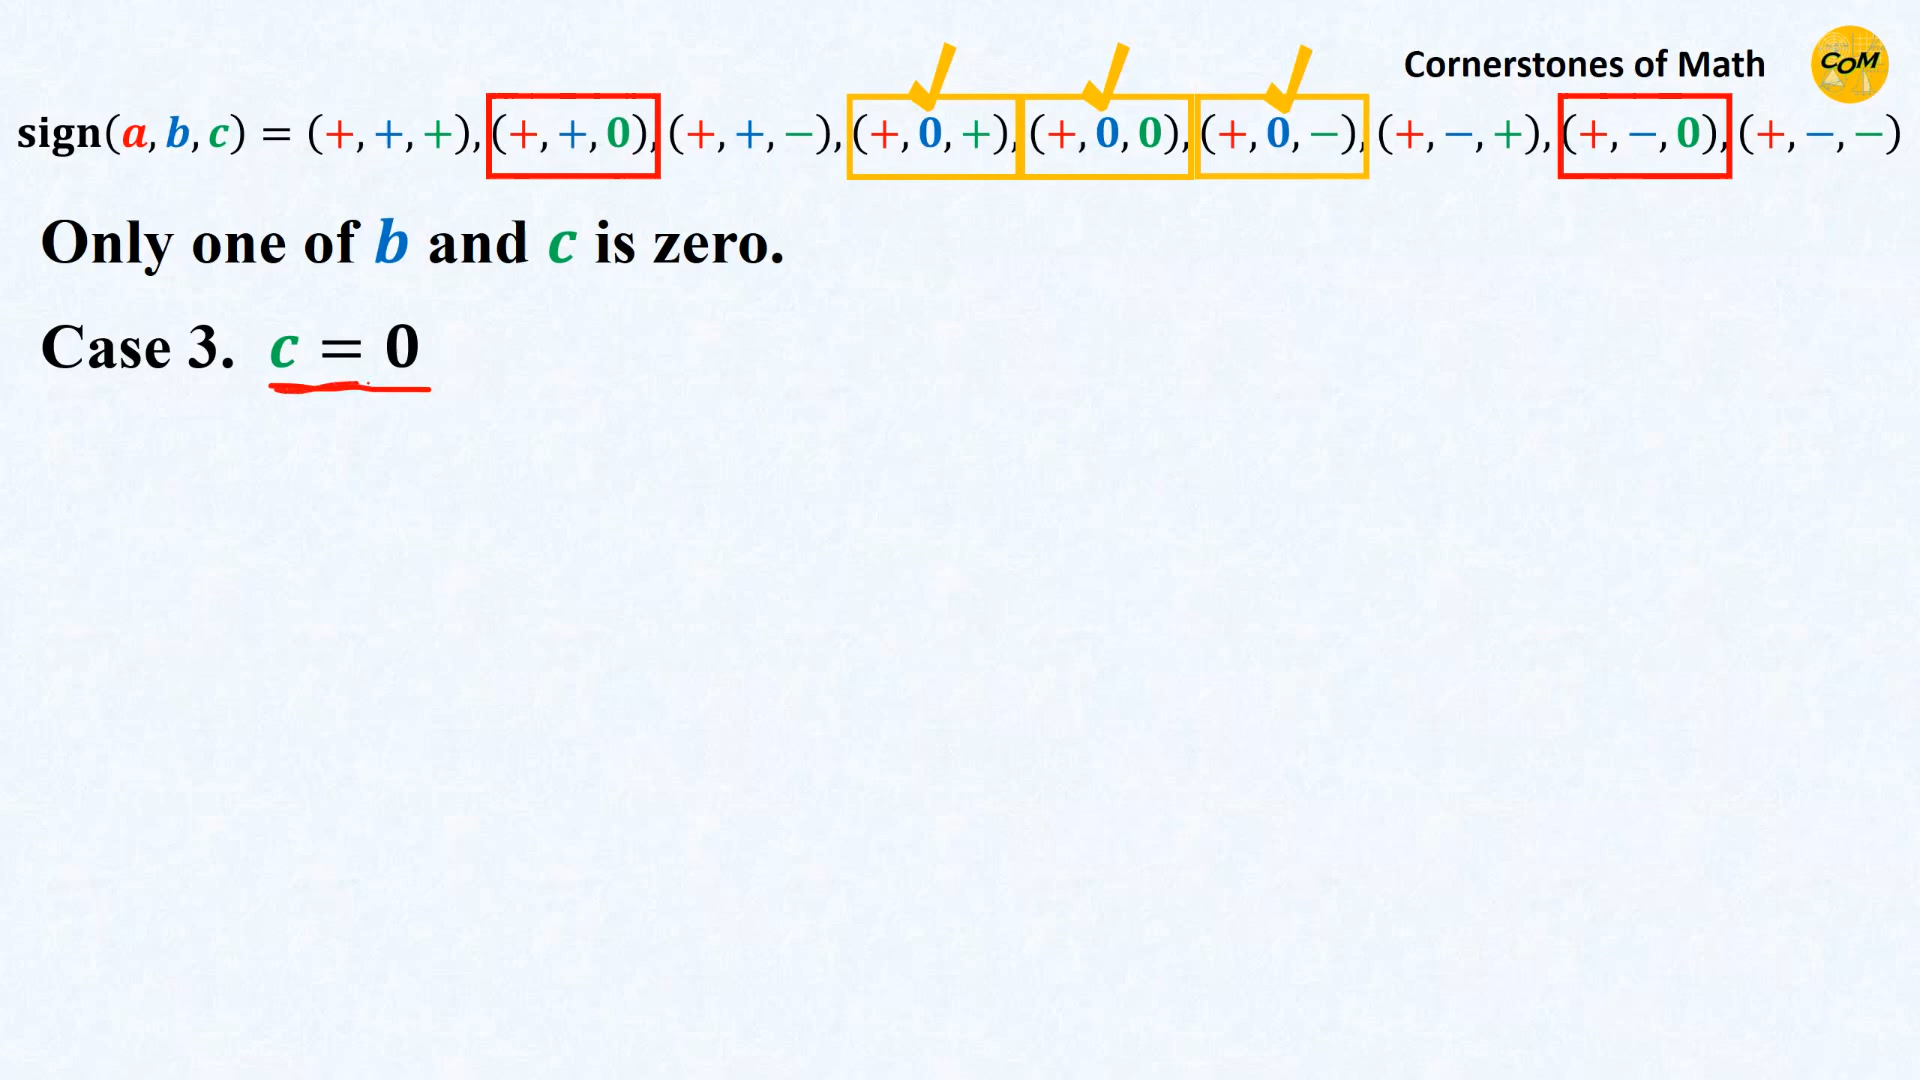 Cornerstones of Math
COM
sign(a, b, c) = (+, +, +), (+, +, 0), (+, +, −), (+, 0, +), (+, 0, 0), (+, 0, −), (+, −, +), (+, −, 0), (+, −, −)
Only one of b and c is zero.
Case 3. c = 0